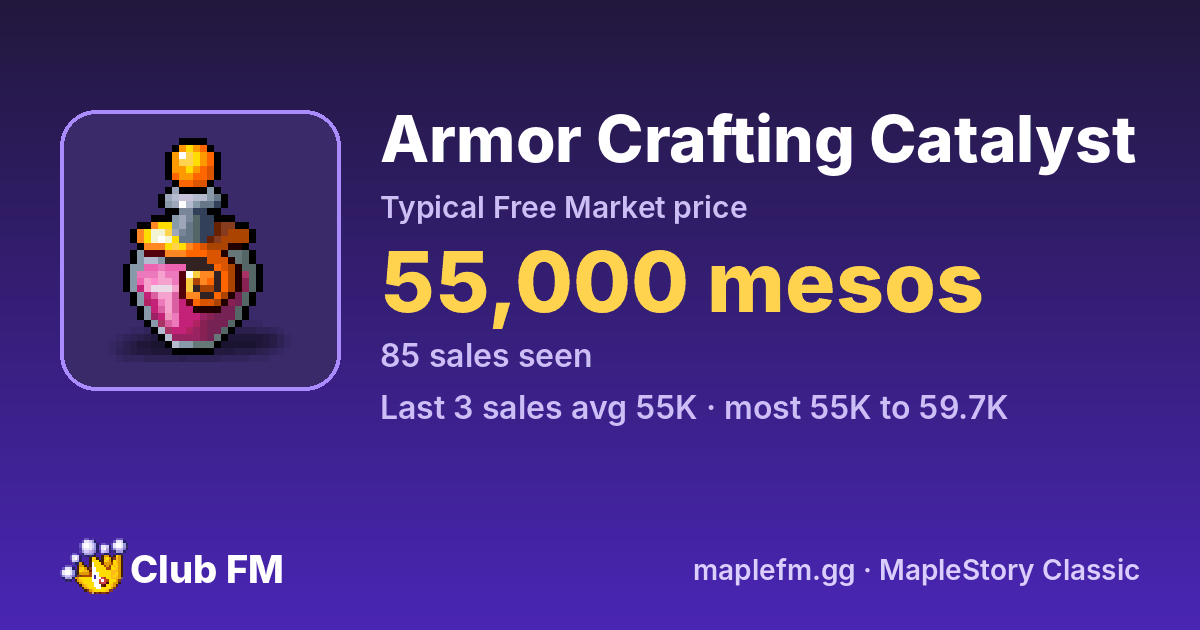 Armor Crafting Catalyst
Typical Free Market price
55,000 mesos
85 sales seen
Last 3 sales avg 55K · most 55K to 59.7K
Club FM
maplefm.gg · MapleStory Classic